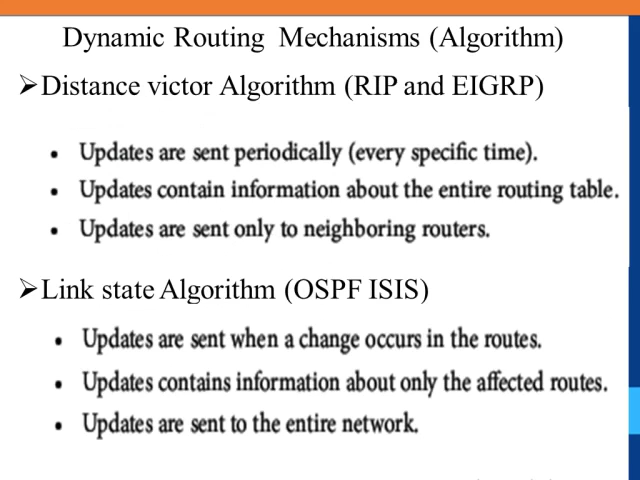 Dynamic Routing Mechanisms (Algorithm)
➢Distance victor Algorithm (RIP and EIGRP)
• Updates are sent periodically (every specific time).
• Updates contain information about the entire routing table.
• Updates are sent only to neighboring routers.
➢Link state Algorithm (OSPF ISIS)
• Updates are sent when a change occurs in the routes.
• Updates contains information about only the affected routes.
• Updates are sent to the entire network.